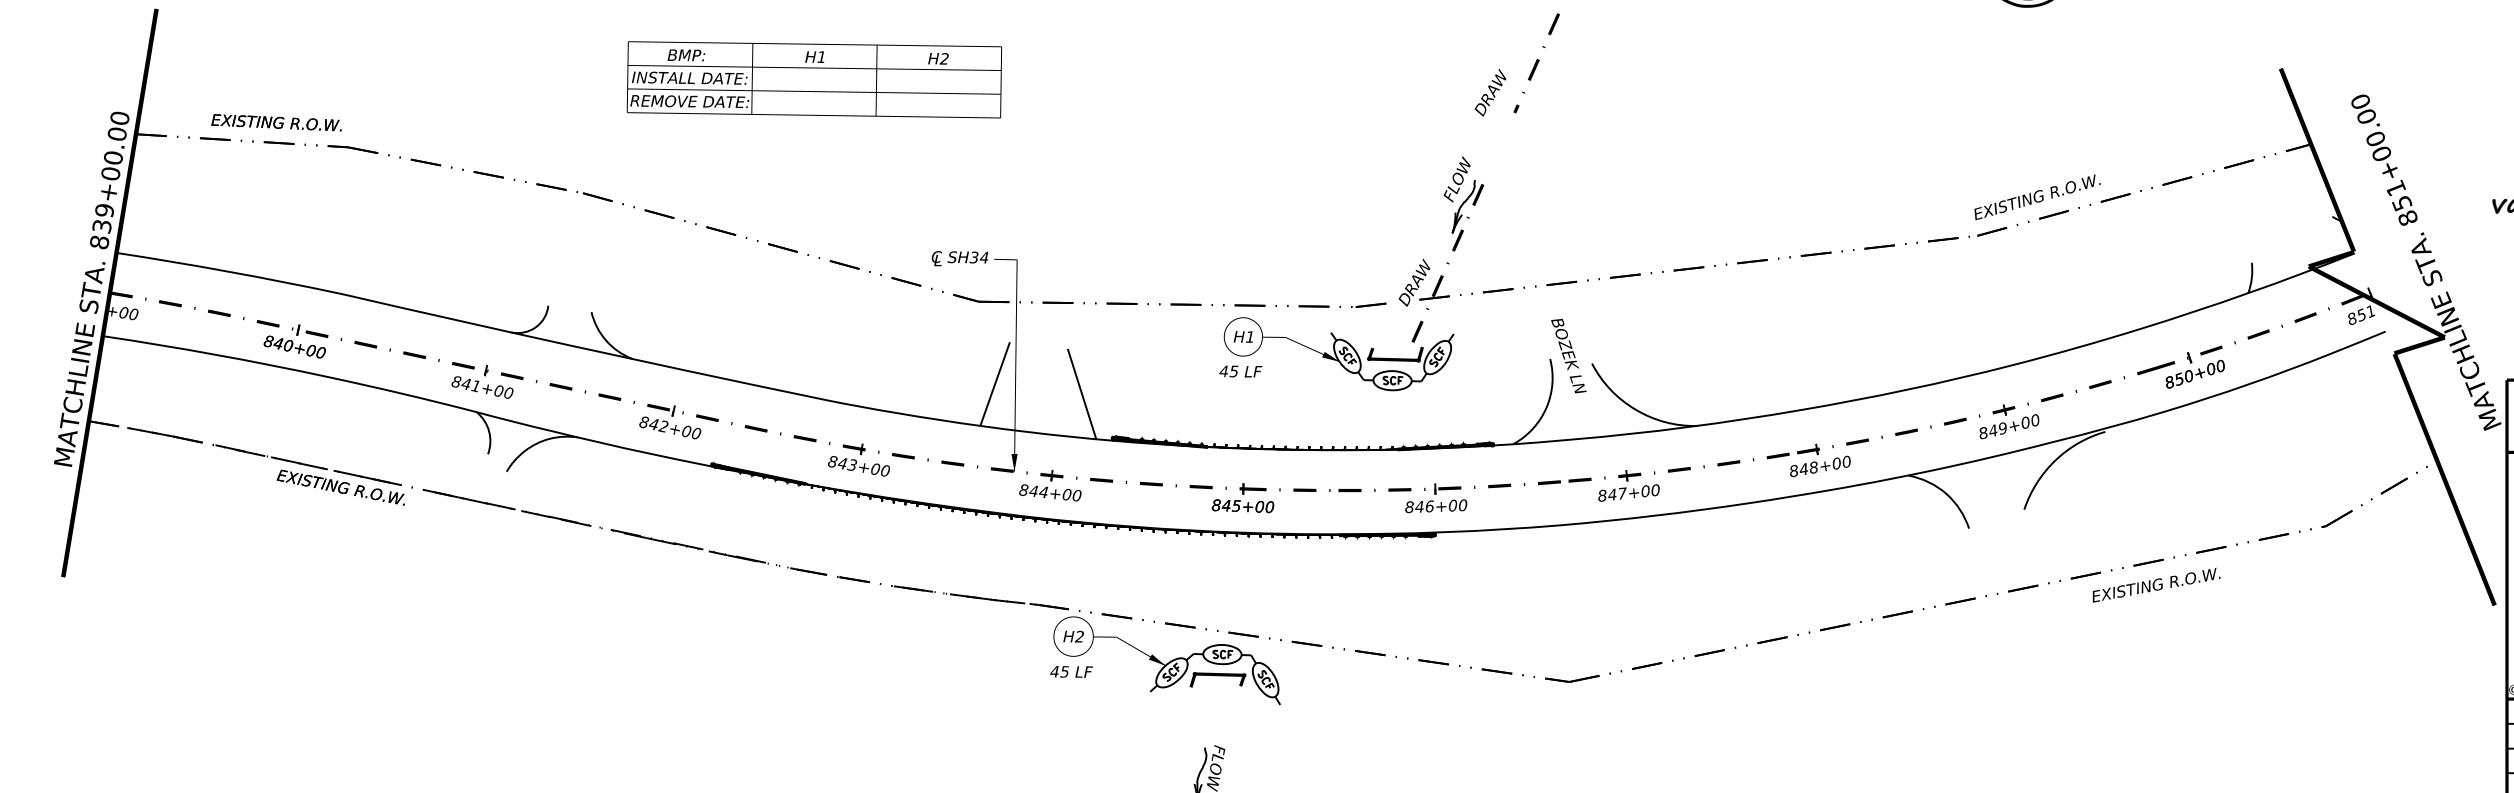 BMP: H1 H2
INSTALL DATE:
REMOVE DATE:
MATCHLINE STA. 839+00.00
EXISTING R.O.W.
DRAW
FLOW
DRAW
EXISTING R.O.W.
MATCHLINE STA. 851+00.00
℄ SH34
H1
45 LF
SCF
SCF
SCF
BOZEK LN
+00
840+00
841+00
842+00
843+00
844+00
845+00
846+00
847+00
848+00
849+00
850+00
851
EXISTING R.O.W.
EXISTING R.O.W.
H2
45 LF
SCF
SCF
SCF
FLOW